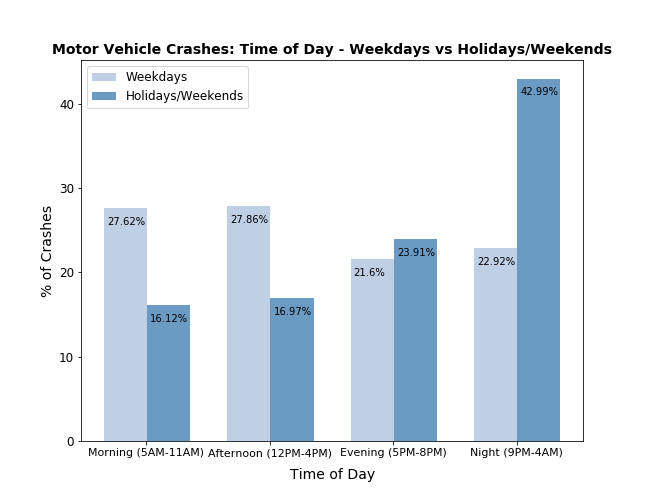 Motor Vehicle Crashes: Time of Day - Weekdays vs Holidays/Weekends
Weekdays
Holidays/Weekends
% of Crashes
40
30
20
10
0
27.62%
16.12%
27.86%
16.97%
21.6%
23.91%
22.92%
42.99%
Morning (5AM-11AM)
Afternoon (12PM-4PM)
Evening (5PM-8PM)
Night (9PM-4AM)
Time of Day